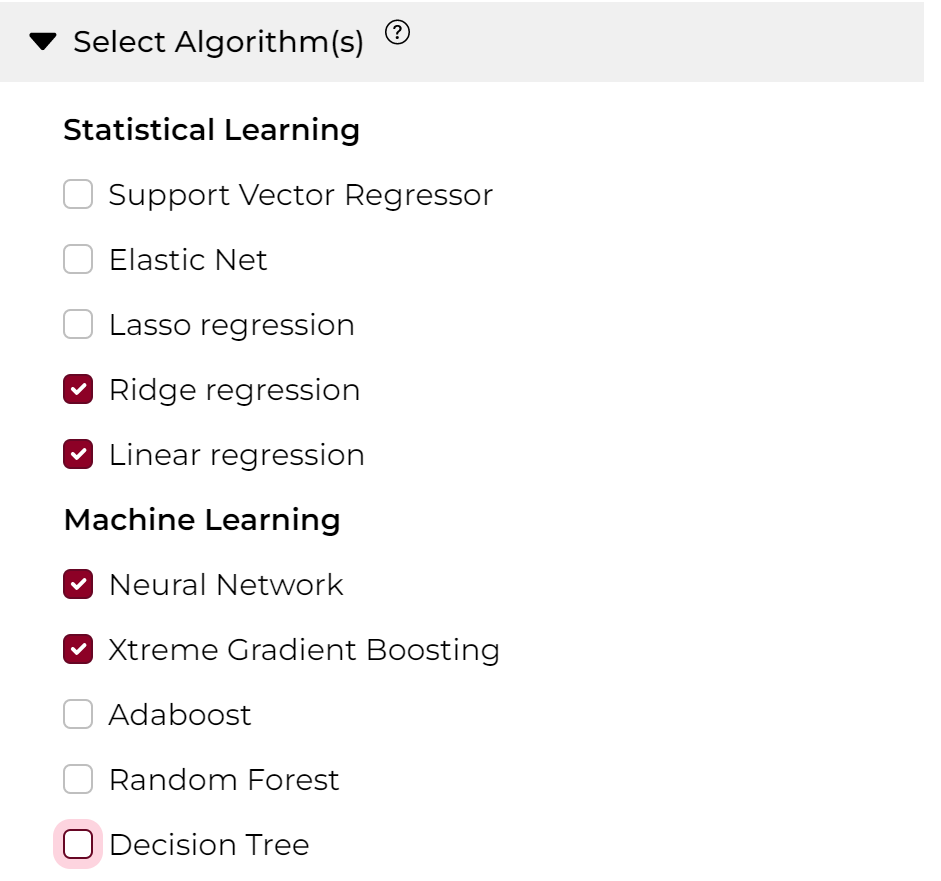 Select Algorithm(s) ?
Statistical Learning
Support Vector Regressor
Elastic Net
Lasso regression
Ridge regression
Linear regression
Machine Learning
Neural Network
Xtreme Gradient Boosting
Adaboost
Random Forest
Decision Tree